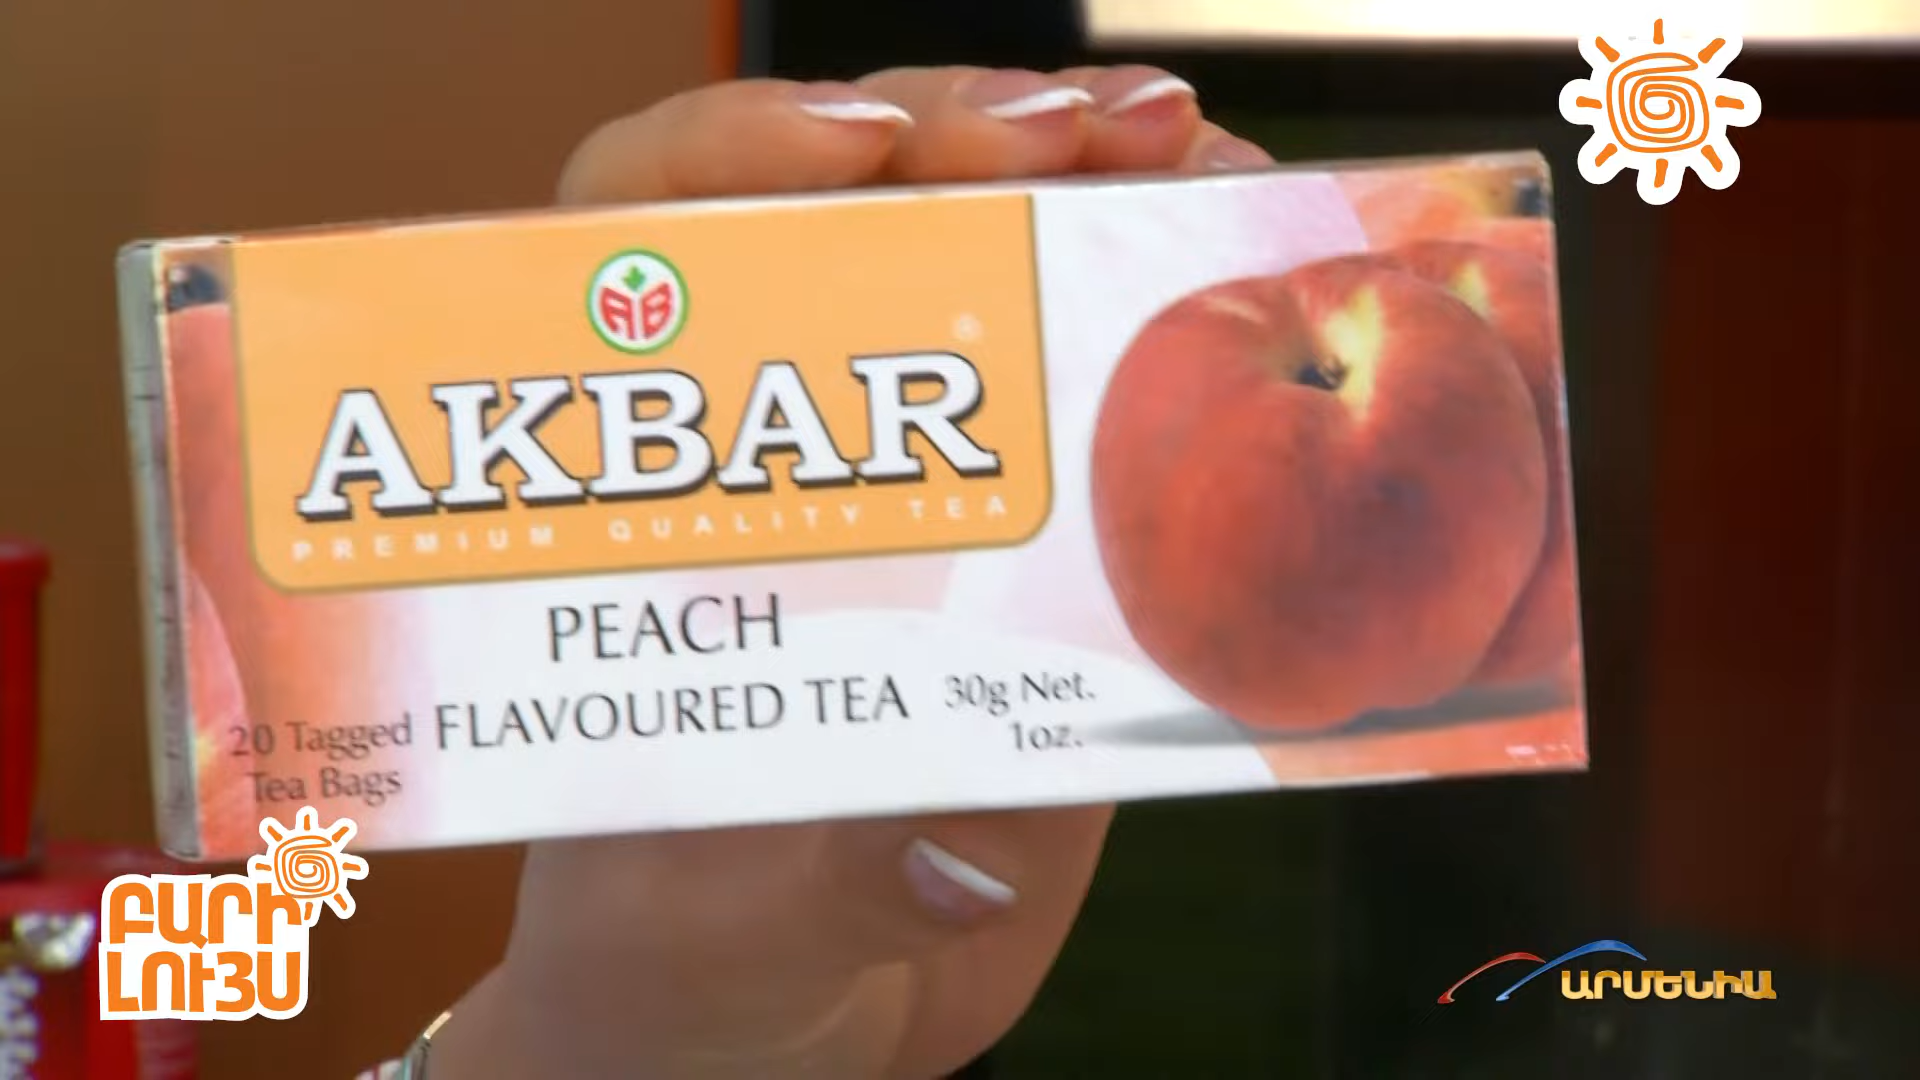 AB
AKBAR
®
PREMIUM QUALITY TEA
PEACH
FLAVOURED TEA
20 Tagged
Tea Bags
30g Net.
1oz.
ԲԱՐԻ
ԼՈՒՅՍ
ԱՐՄԵՆԻԱ